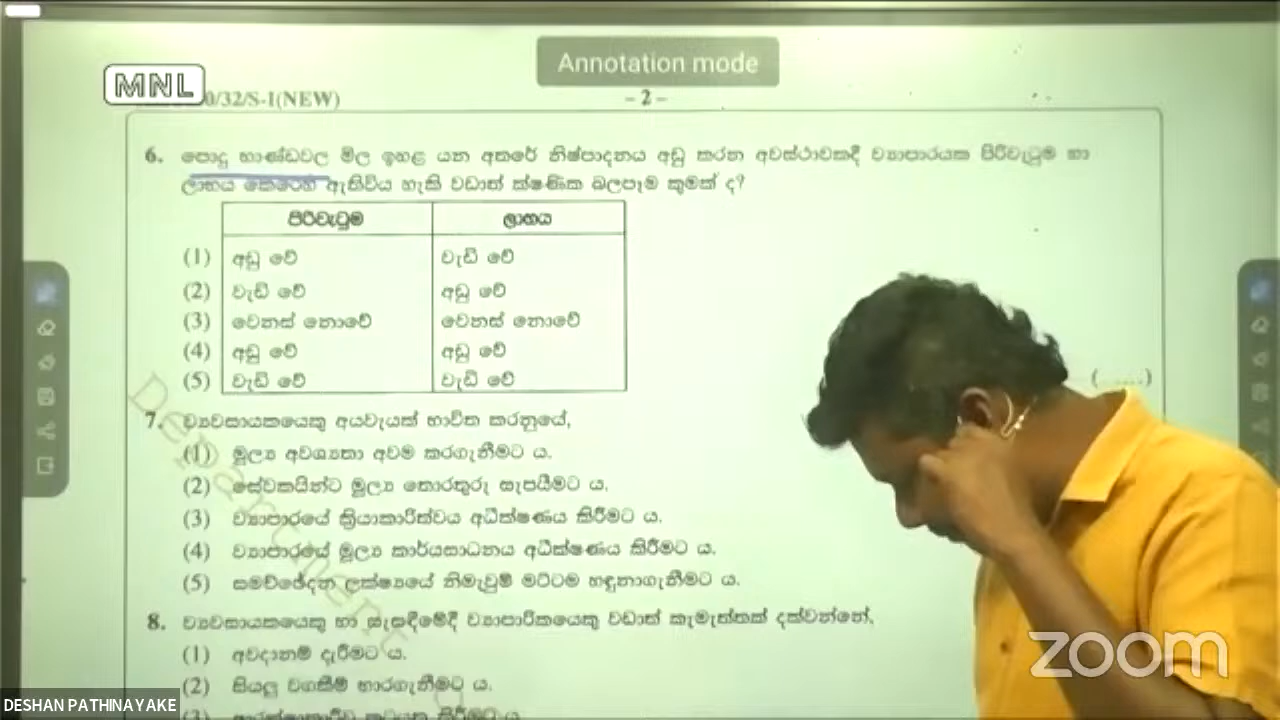 Annotation mode
MNL
0/32/S-I(NEW)
– 2 –
6. පොදු භාණ්ඩවල මිල ඉහළ යන අතරේ නිෂ්පාදනය අඩු කරන අවස්ථාවකදී ව්‍යාපාරයක පිරිවැටුම හා
ලාභය කෙරෙහි ඇතිවිය හැකි වඩාත් ක්ෂණික බලපෑම කුමක් ද?
පිරිවැටුම ලාභය
(1) අඩු වේ වැඩි වේ
(2) වැඩි වේ අඩු වේ
(3) වෙනස් නොවේ වෙනස් නොවේ
(4) අඩු වේ අඩු වේ
(5) වැඩි වේ වැඩි වේ
(.....)
7. ව්‍යවසායකයෙකු අයවැයක් භාවිත කරනුයේ,
(1) මූල්‍ය අවශ්‍යතා අවම කරගැනීමට ය.
(2) සේවකයින්ට මූල්‍ය තොරතුරු සැපයීමට ය.
(3) ව්‍යාපාරයේ ක්‍රියාකාරිත්වය අධීක්ෂණය කිරීමට ය.
(4) ව්‍යාපාරයේ මූල්‍ය කාර්යසාධනය අධීක්ෂණය කිරීමට ය.
(5) සමච්ඡේදන ලක්ෂ්‍යයේ නිමැවුම් මට්ටම හඳුනාගැනීමට ය.
Department
8. ව්‍යවසායකයෙකු හා සැසඳීමේදී ව්‍යාපාරිකයෙකු වඩාත් කැමැත්තක් දක්වන්නේ,
(1) අවදානම් දැරීමට ය.
(2) සියලු වගකීම් භාරගැනීමට ය.
zoom
DESHAN PATHINAYAKE